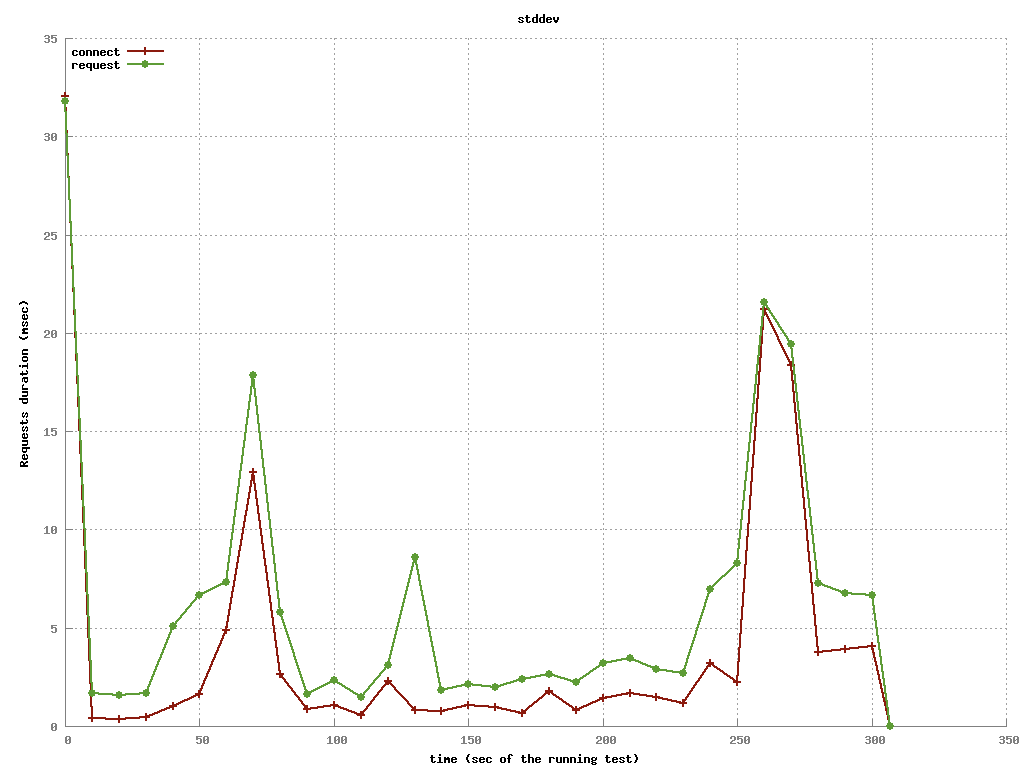 stddev
35
connect
request
30
25
20
15
10
5
0
Requests duration (msec)
0 50 100 150 200 250 300 350
time (sec of the running test)